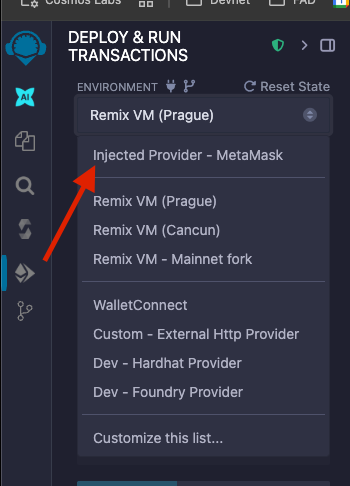 Cosmos Labs
Devnet
FAD
DEPLOY & RUN
TRANSACTIONS
ENVIRONMENT
Reset State
Remix VM (Prague)
Injected Provider - MetaMask
Remix VM (Prague)
Remix VM (Cancun)
Remix VM - Mainnet fork
WalletConnect
Custom - External Http Provider
Dev - Hardhat Provider
Dev - Foundry Provider
Customize this list...
AI